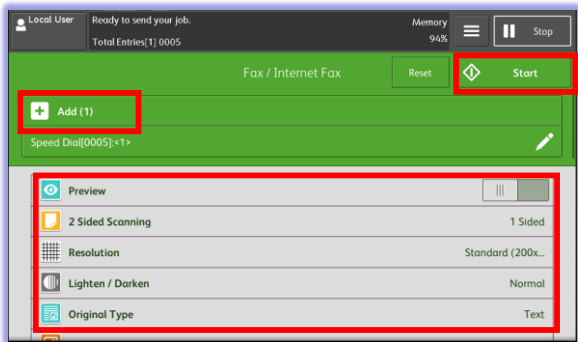 Local User
Ready to send your job.
Total Entries[1] 0005
Memory
94%
Stop
Fax / Internet Fax
Reset
Start
Add (1)
Speed Dial[0005]:<1>
Preview
2 Sided Scanning
1 Sided
Resolution
Standard (200x...
Lighten / Darken
Normal
Original Type
Text